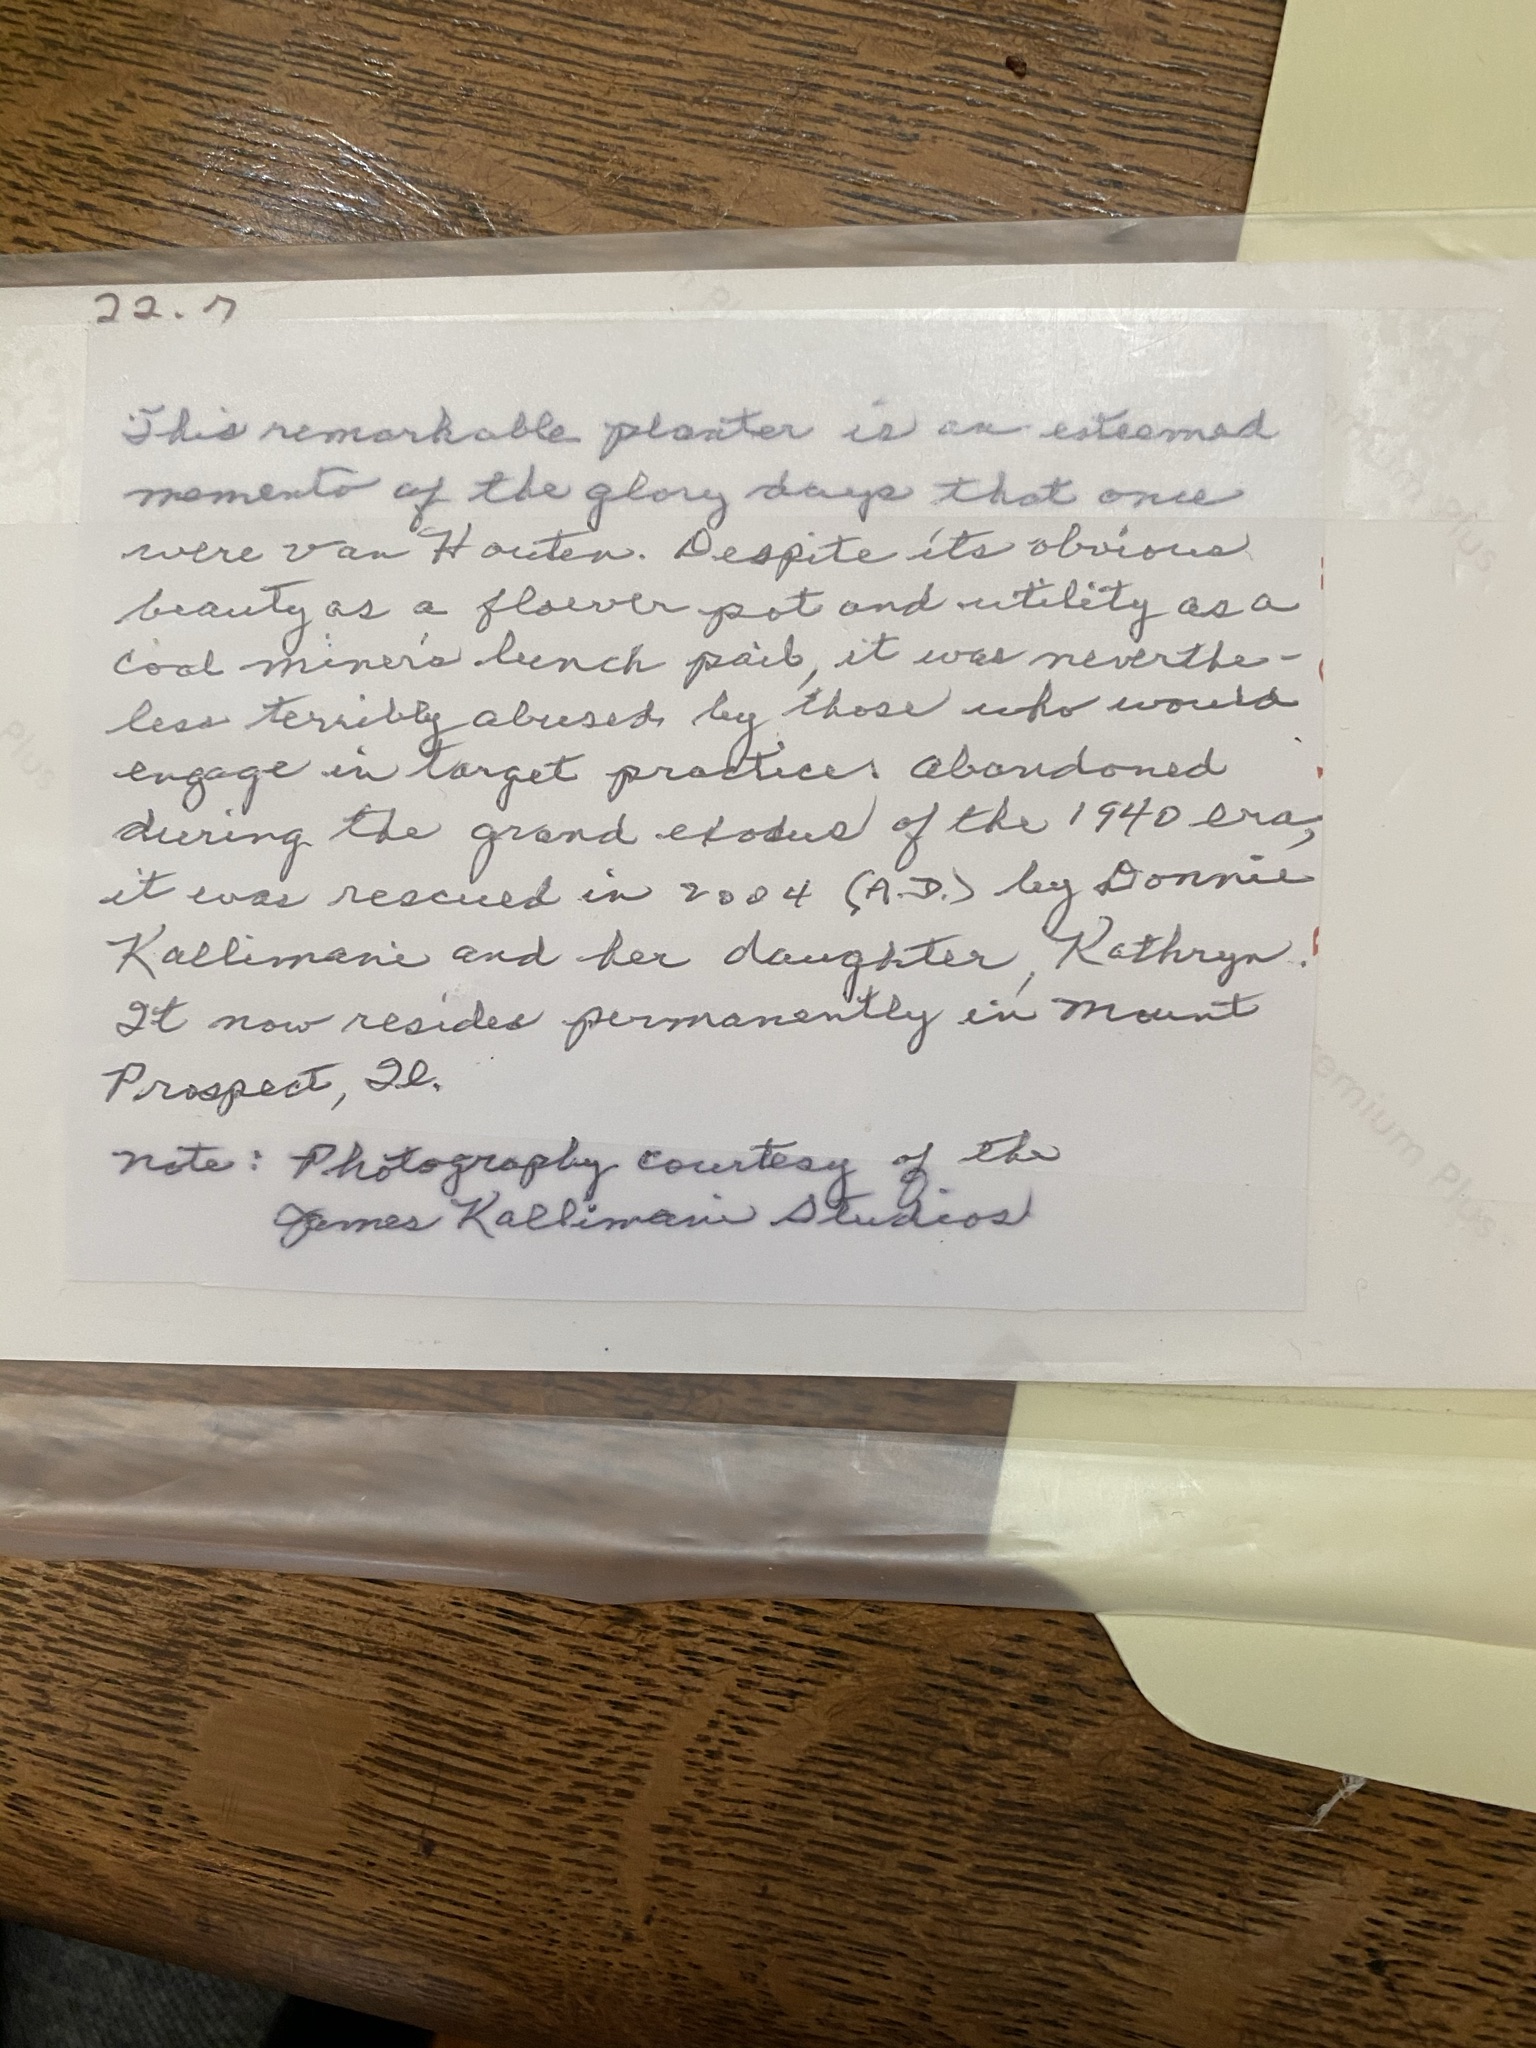 22.7
This remarkable planter is an esteemed
memento of the glory days that once
were Van Houten. Despite its obvious
beauty as a flower pot and utility as a
coal miner's lunch pail, it was neverthe-
less terribly abused by those who would
engage in target practice. Abandoned
during the grand exodus of the 1940 era,
it was rescued in 2004 (A.D.) by Donnie
Kallimani and her daughter, Kathryn.
It now resides permanently in Mount
Prospect, Il.
Note: Photography courtesy of the
James Kallimani Studios
Plus
emium Plus